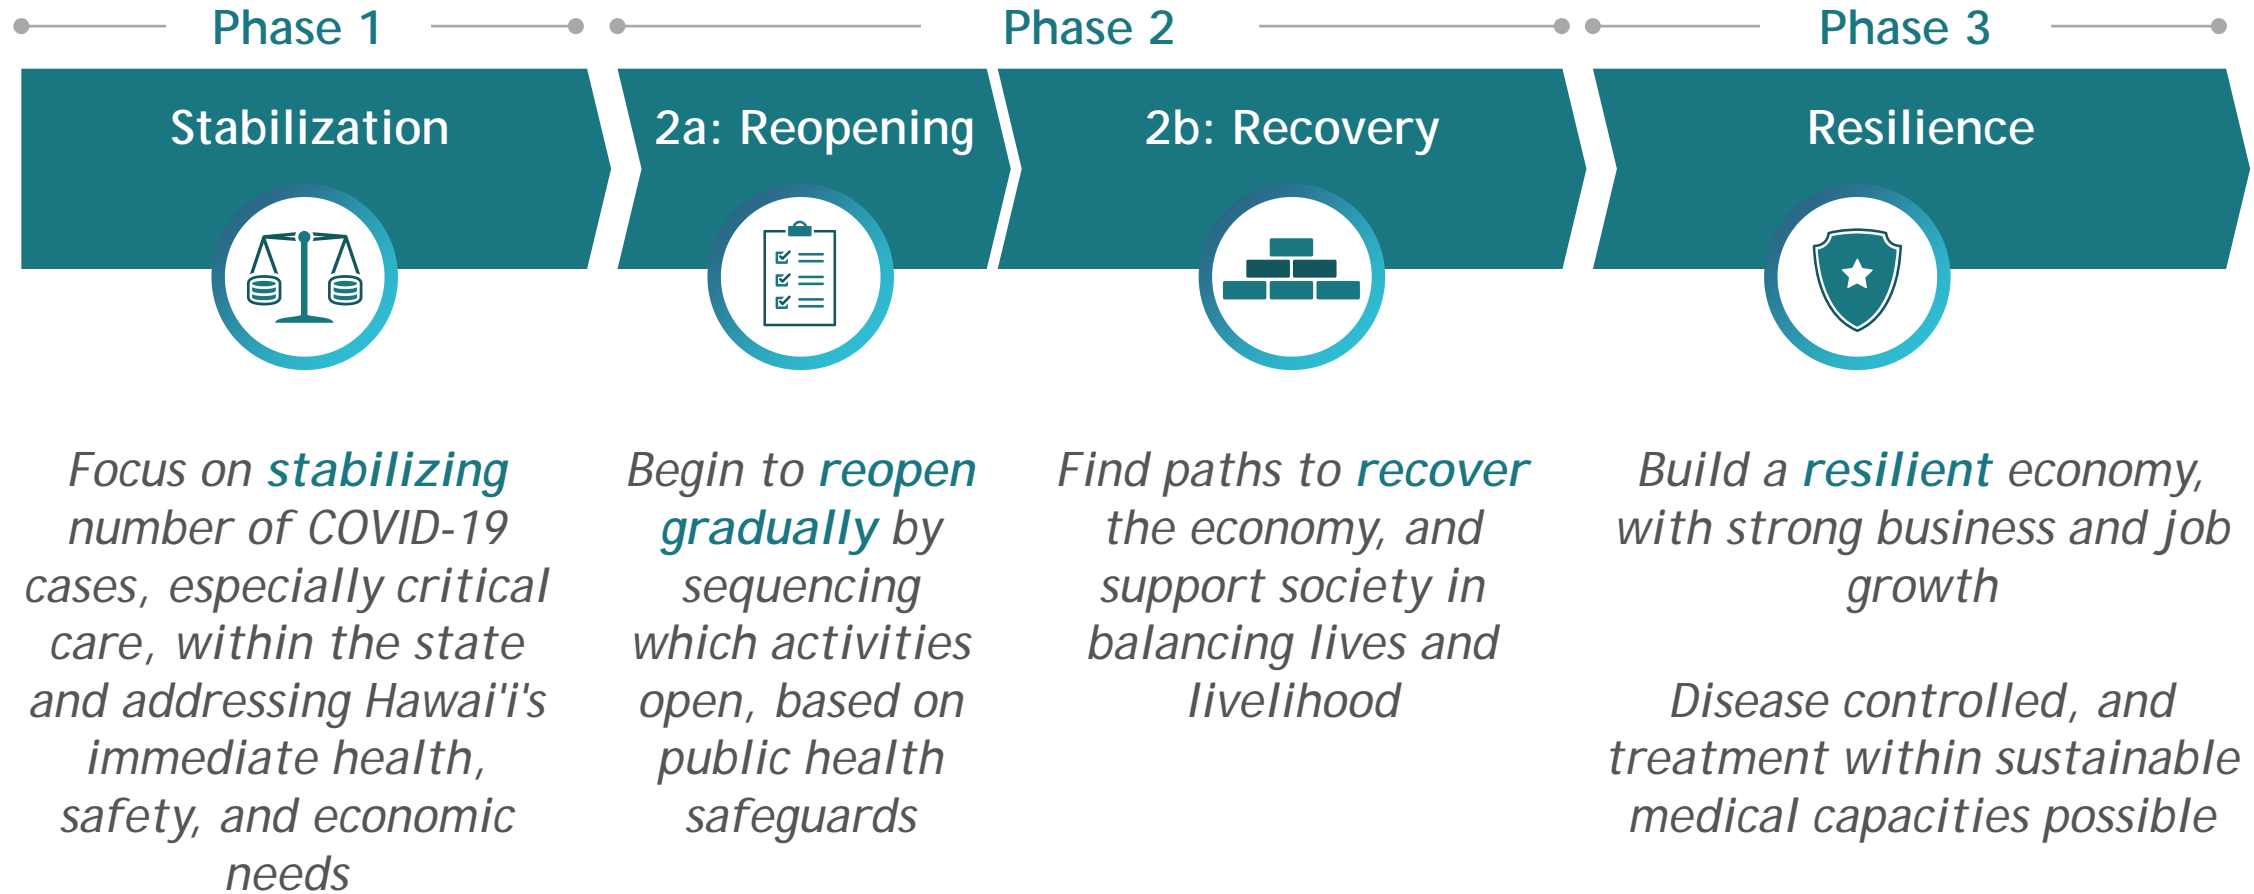 Phase 1
Phase 2
Phase 3
Stabilization
2a: Reopening
2b: Recovery
Resilience
Focus on stabilizing
number of COVID-19
cases, especially critical
care, within the state
and addressing Hawai'i's
immediate health,
safety, and economic
needs
Begin to reopen
gradually by
sequencing
which activities
open, based on
public health
safeguards
Find paths to recover
the economy, and
support society in
balancing lives and
livelihood
Build a resilient economy,
with strong business and job
growth
Disease controlled, and
treatment within sustainable
medical capacities possible